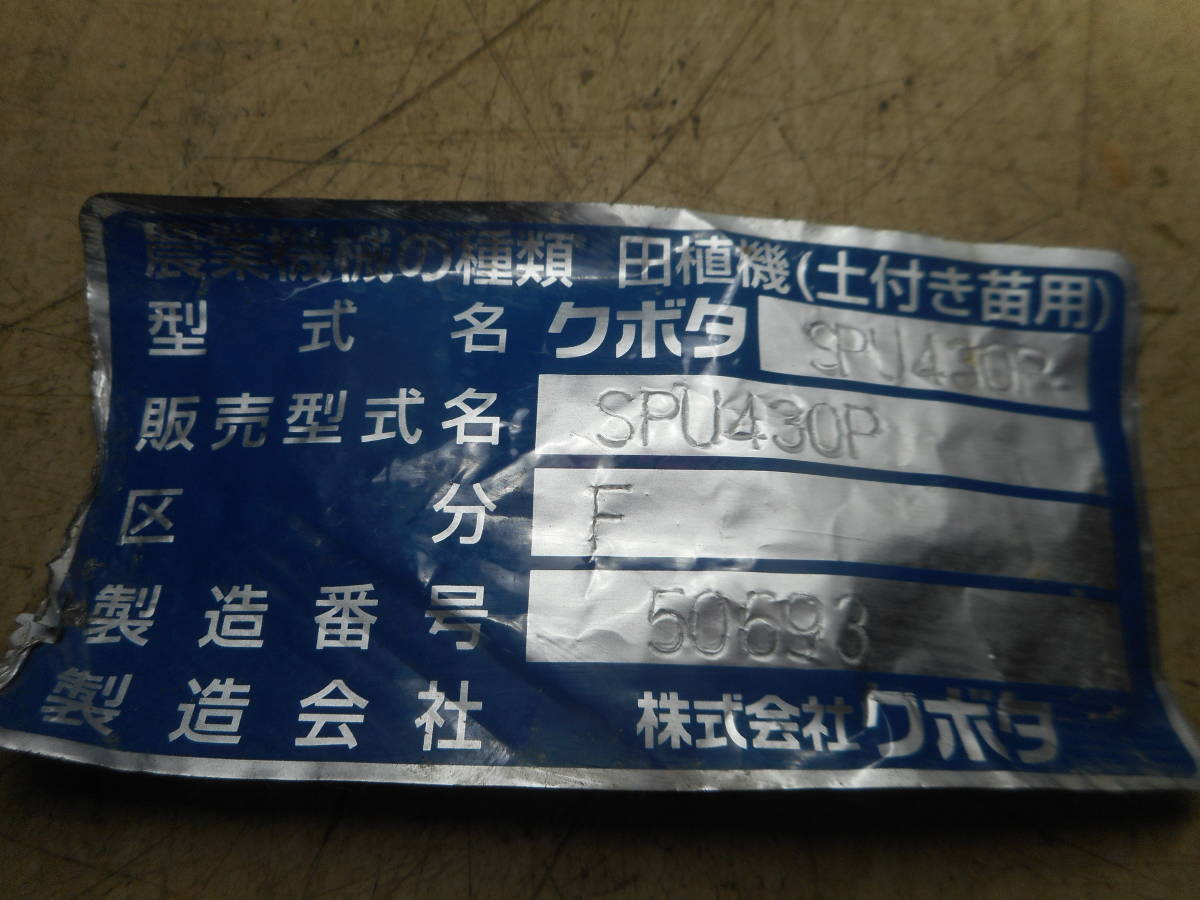 農業機械の種類 田植機(土付き苗用)
型式名 クボタ SPU430P
販売型式名 SPU430P
区分 F
製造番号 50593
製造会社 株式会社クボタ